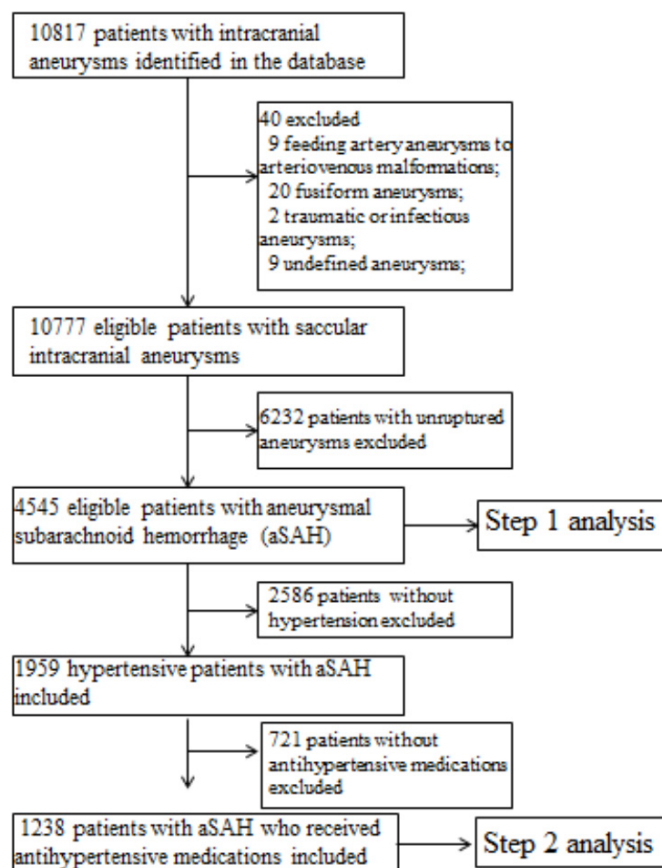 10817 patients with intracranial
aneurysms identified in the database
40 excluded
9 feeding artery aneurysms to
arteriovenous malformations;
20 fusiform aneurysms;
2 traumatic or infectious
aneurysms;
9 undefined aneurysms;
10777 eligible patients with saccular
intracranial aneurysms
6232 patients with unruptured
aneurysms excluded
4545 eligible patients with aneurysmal
subarachnoid hemorrhage (aSAH)
Step 1 analysis
2586 patients without
hypertension excluded
1959 hypertensive patients with aSAH
included
721 patients without
antihypertensive medications
excluded
1238 patients with aSAH who received
antihypertensive medications included
Step 2 analysis